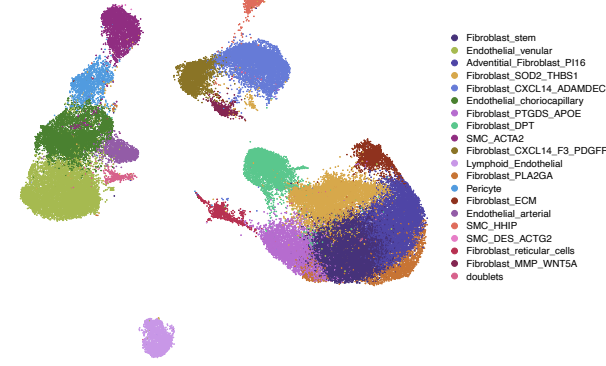 Fibroblast_stem
Endothelial_venular
Adventitial_Fibroblast_PI16
Fibroblast_SOD2_THBS1
Fibroblast_CXCL14_ADAMDEC
Endothelial_choriocapillary
Fibroblast_PTGDS_APOE
Fibroblast_DPT
SMC_ACTA2
Fibroblast_CXCL14_F3_PDGFF
Lymphoid_Endothelial
Fibroblast_PLA2GA
Pericyte
Fibroblast_ECM
Endothelial_arterial
SMC_HHIP
SMC_DES_ACTG2
Fibroblast_reticular_cells
Fibroblast_MMP_WNT5A
doublets